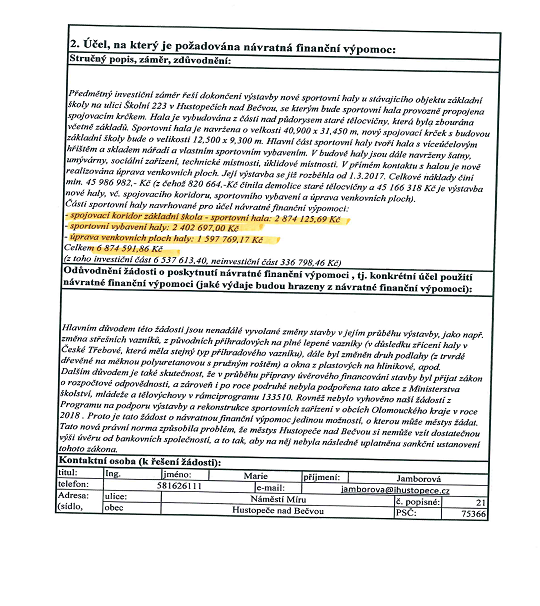 2. Účel, na který je požadována návratná finanční výpomoc:
Stručný popis, záměr, zdůvodnění:
Předmětný investiční záměr řeší dokončení výstavby nové sportovní haly u stávajícího objektu základní
školy na ulici Školní 223 v Hustopečích nad Bečvou, se kterým bude sportovní hala provozně propojena
spojovacím krčkem. Hala je vybudována z části nad půdorysem staré tělocvičny, která byla zbourána
včetně základů. Sportovní hala je navržena o velkosti 40,900 x 31,450 m, nový spojovací krček s budovou
základní školy bude o velikosti 12,500 x 9,300 m. Hlavní část sportovní haly tvoří hala s víceúčelovým
hřištěm a skladem nářadí a vlastním sportovním vybavením. V budově haly jsou dále navrženy šatny,
umývárny, sociální zařízení, technické místnosti, úklidové místnosti. V přímém kontaktu s halou je nově
realizována úprava venkovních ploch. Její výstavba se již rozběhla od 1.3.2017. Celkové náklady činí
min. 45 986 982,- Kč (z čehož 820 664,-Kč činila demolice staré tělocvičny a 45 166 318 Kč je výstavba
nové haly, vč. spojovacího koridoru, sportovního vybavení a úprava venkovních ploch).
Části sportovní haly navrhované pro účel návratné finanční výpomoci:
- spojovací koridor základní škola - sportovní hala: 2 874 125,69 Kč
- sportovní vybavení haly: 2 402 697,00 Kč
- úprava venkovních ploch haly: 1 597 769,17 Kč
Celkem 6 874 591,86 Kč
(z toho investiční část 6 537 613,40, neinvestiční část 336 798,46 Kč)
Odůvodnění žádosti o poskytnutí návratné finanční výpomoci , tj. konkrétní účel použití
návratné finanční výpomoci (jaké výdaje budou hrazeny z návratné finanční výpomoci):
Hlavním důvodem této žádosti jsou nenadálé vyvolané změny stavby v jejím průběhu výstavby, jako např.
změna střešních vazníků, z původních příhradových na plné lepené vazníky (v důsledku zřícení haly v
České Třebové, která měla stejný typ příhradového vazníku), dále byl změněn druh podlahy (z tvrdé
dřevěné na měknou polyuretanovou s pružným roštěm) a okna z plastových na hliníkové, apod.
Dalším důvodem je také skutečnost, že v průběhu přípravy úvěrového financování stavby byl přijat zákon
o rozpočtové odpovědnosti, a zároveň i po roce podruhé nebyla podpořena tato akce z Ministerstva
školství, mládeže a tělovýchovy v rámciprogramu 133510. Rovněž nebylo vyhověno naší žádosti z
Programu na podporu výstavby a rekonstrukce sportovních zařízení v obcích Olomouckého kraje v roce
2018 . Proto je tato žádost o návratnou finanční výpomoc jedinou možností, o kterou může městys žádat.
Tato nová právní norma způsobila problém, že městys Hustopeče nad Bečvou si nemůže vzít dostatečnou
výši úvěru od bankovních společností, a to tak, aby na něj nebyla následně uplatněna sankční ustanovení
tohoto zákona.
Kontaktní osoba (k řešení žádosti):
titul: Ing. jméno: Marie příjmení: Jamborová
telefon: 581626111 e-mail: jamborova@ihustopece.cz
Adresa: ulice: Náměstí Míru č. popisné: 21
(sídlo, obec Hustopeče nad Bečvou PSČ: 75366